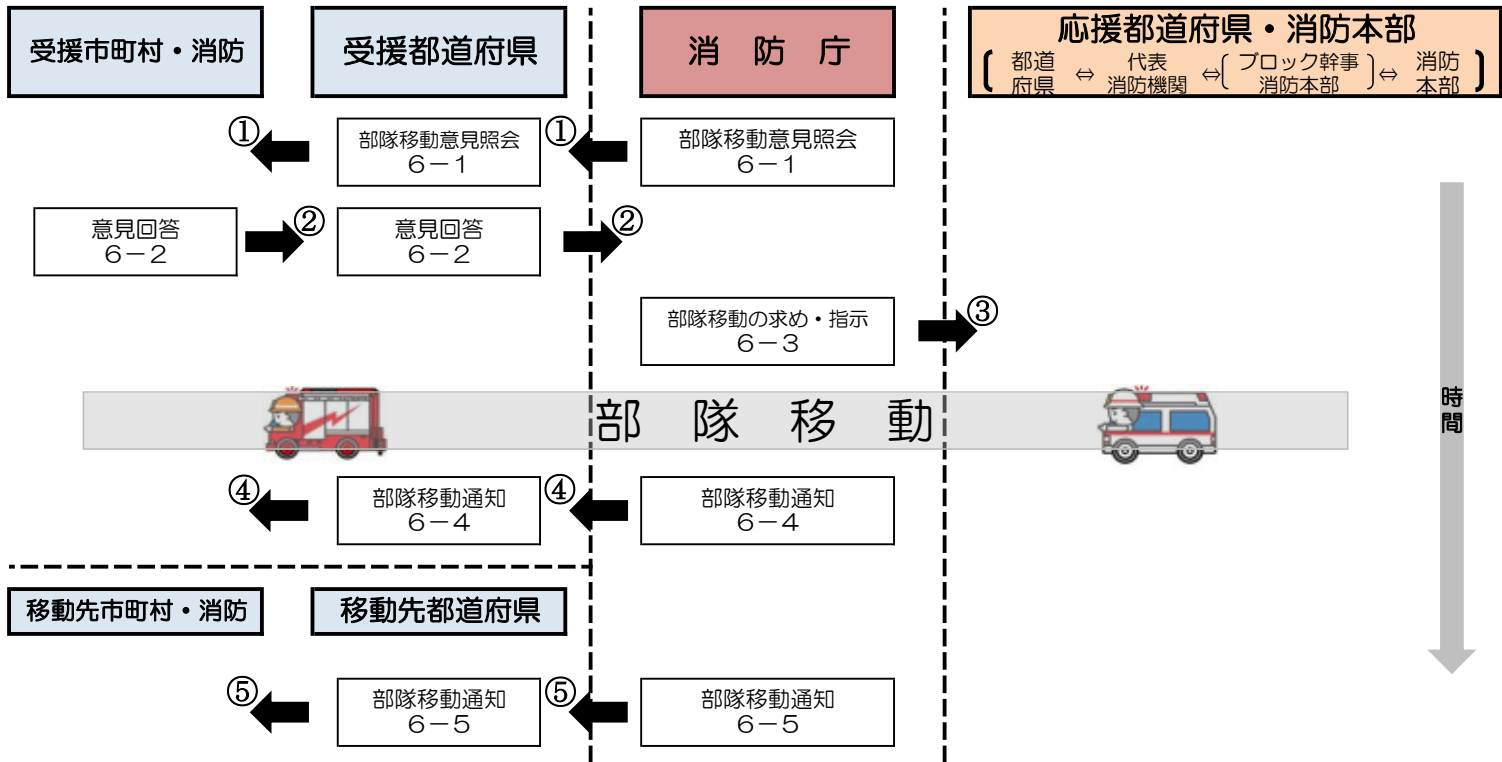 受援市町村・消防
受援都道府県
消 防 庁
応援都道府県・消防本部
都道府県 ⇔ 代表消防機関 ⇔ ブロック幹事消防本部 ⇔ 消防本部
① ①
部隊移動意見照会
6-1
部隊移動意見照会
6-1
意見回答
6-2
②
意見回答
6-2
②
部隊移動の求め・指示
6-3
③
時間
部 隊 移 動
④
部隊移動通知
6-4
④
部隊移動通知
6-4
移動先市町村・消防
移動先都道府県
⑤
部隊移動通知
6-5
⑤
部隊移動通知
6-5